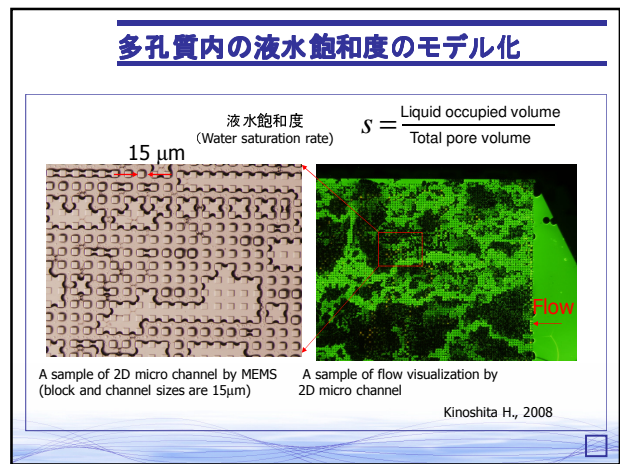 多孔質内の液水飽和度のモデル化
液水飽和度
（Water saturation rate）
s = Liquid occupied volume
Total pore volume
15 μm
Flow
A sample of 2D micro channel by MEMS
(block and channel sizes are 15μm)
A sample of flow visualization by
2D micro channel
Kinoshita H., 2008